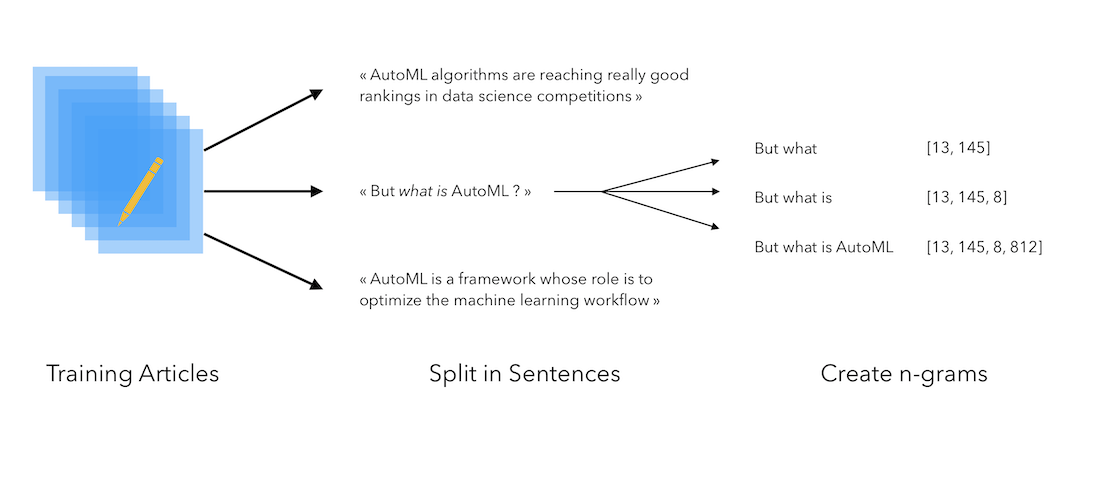 « AutoML algorithms are reaching really good
rankings in data science competitions »
« But what is AutoML ? »
« AutoML is a framework whose role is to
optimize the machine learning workflow »
But what [13, 145]
But what is [13, 145, 8]
But what is AutoML [13, 145, 8, 812]
Training Articles
Split in Sentences
Create n-grams